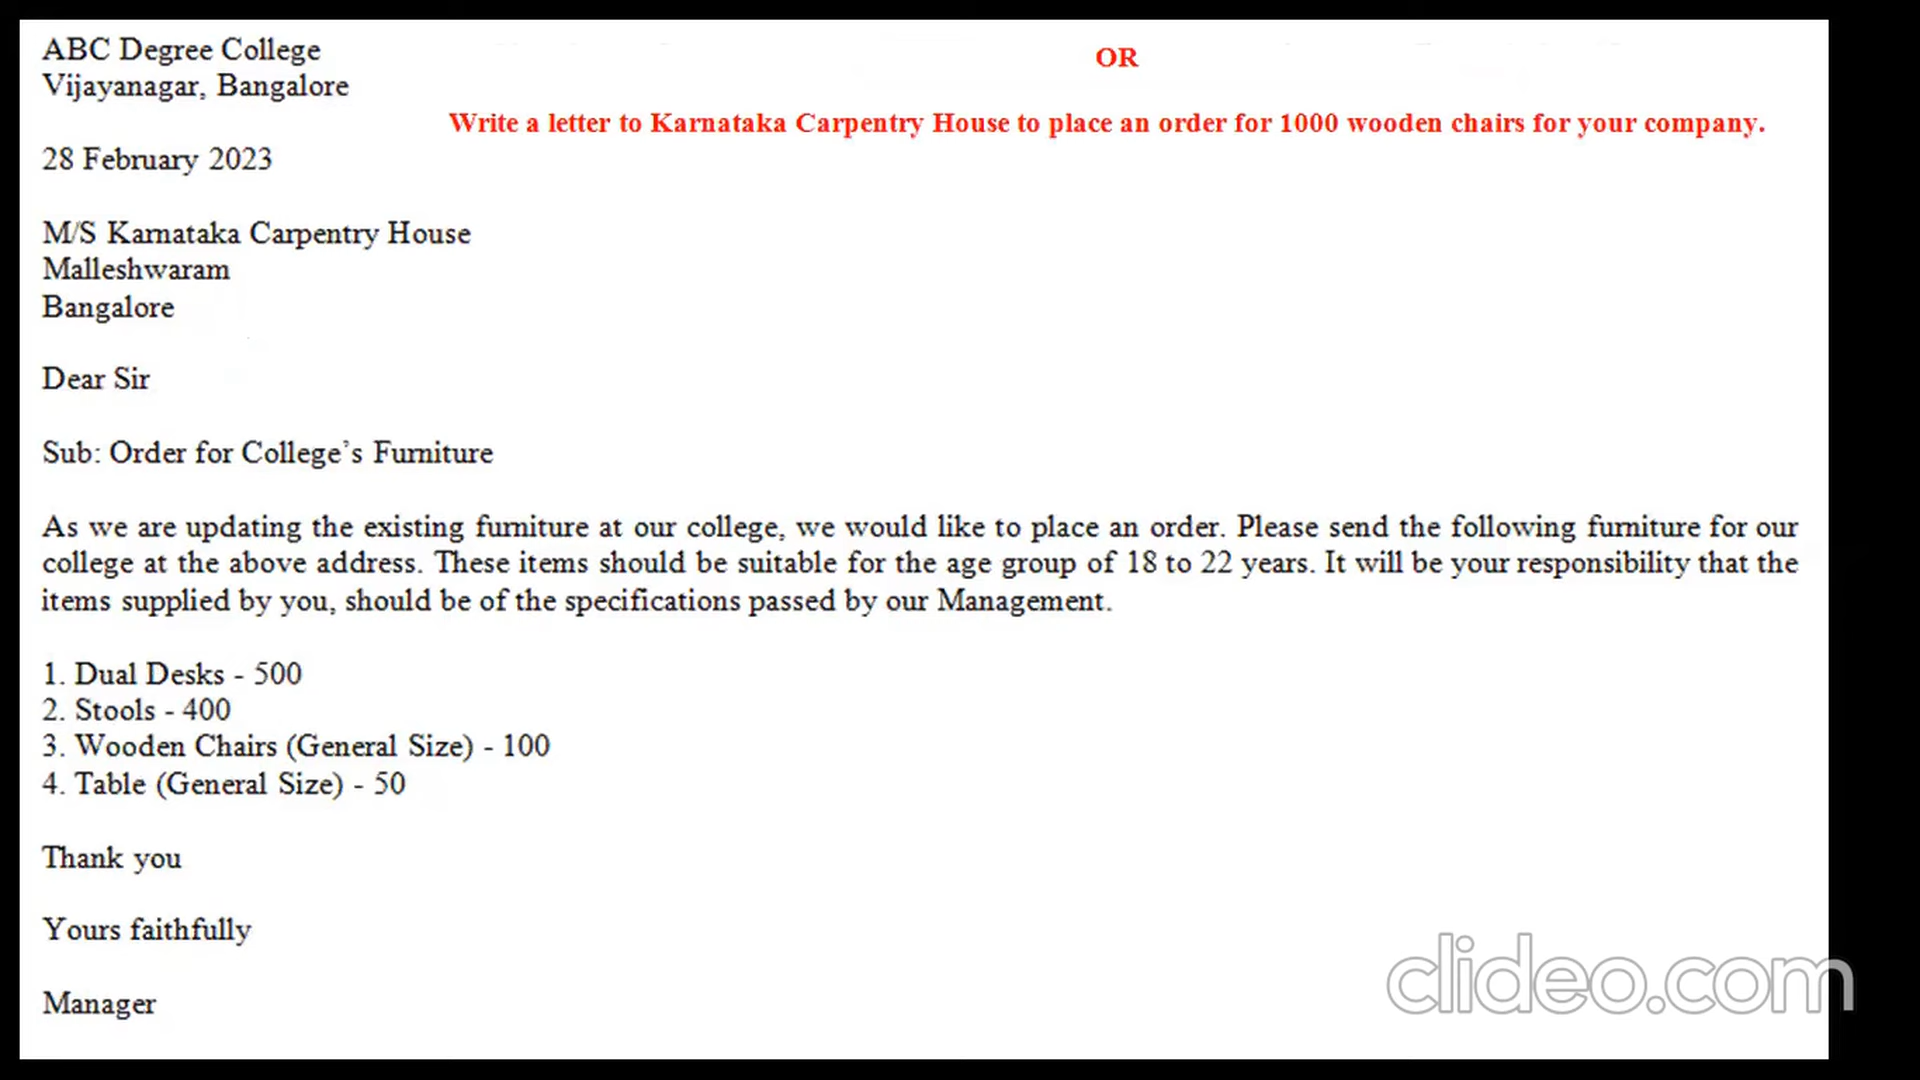 ABC Degree College
Vijayanagar, Bangalore
OR
Write a letter to Karnataka Carpentry House to place an order for 1000 wooden chairs for your company.
28 February 2023
M/S Karnataka Carpentry House
Malleshwaram
Bangalore
Dear Sir
Sub: Order for College's Furniture
As we are updating the existing furniture at our college, we would like to place an order. Please send the following furniture for our
college at the above address. These items should be suitable for the age group of 18 to 22 years. It will be your responsibility that the
items supplied by you, should be of the specifications passed by our Management.
1. Dual Desks - 500
2. Stools - 400
3. Wooden Chairs (General Size) - 100
4. Table (General Size) - 50
Thank you
Yours faithfully
Manager
clideo.com